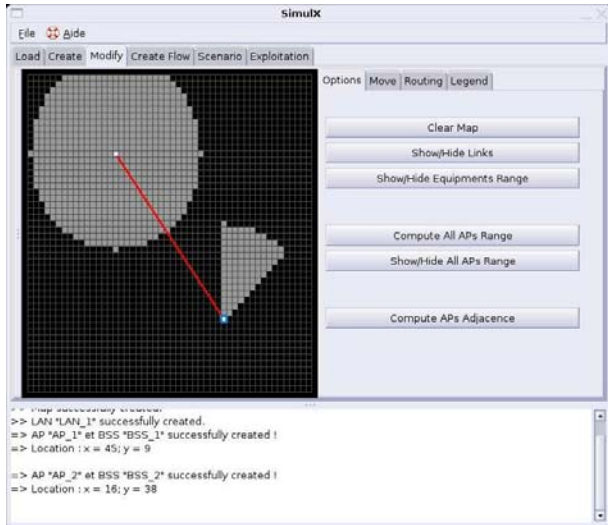 SimulX
File Aide
Load Create Modify Create Flow Scenario Exploitation
Options Move Routing Legend
Clear Map
Show/Hide Links
Show/Hide Equipments Range
Compute All APs Range
Show/Hide All APs Range
Compute APs Adjacence
>> Map successfully created.
>> LAN "LAN_1" successfully created.
=> AP "AP_1" et BSS "BSS_1" successfully created !
=> Location : x = 45; y = 9
=> AP "AP_2" et BSS "BSS_2" successfully created !
=> Location : x = 16; y = 38